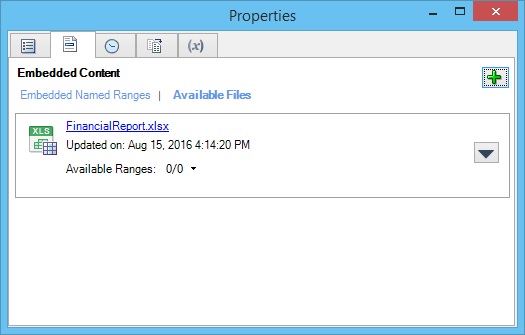 Properties
(x)
Embedded Content
Embedded Named Ranges | Available Files
XLS
FinancialReport.xlsx
Updated on: Aug 15, 2016 4:14:20 PM
Available Ranges: 0/0